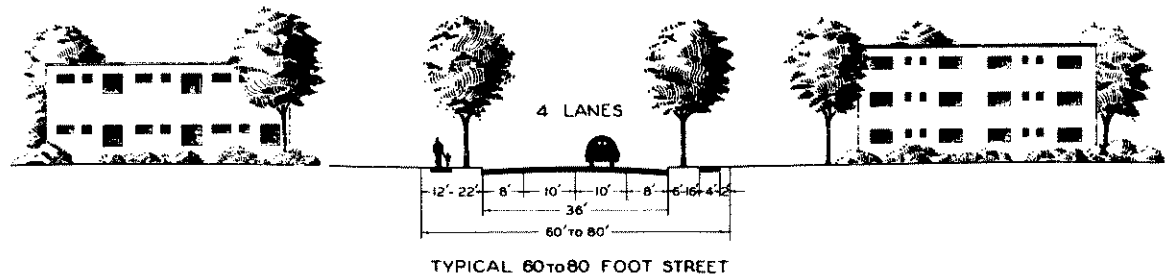 4 LANES
12'- 22' 8' 10' 10' 8' 6'-16' 4' 2'
36'
60' TO 80'
TYPICAL 60 TO 80 FOOT STREET